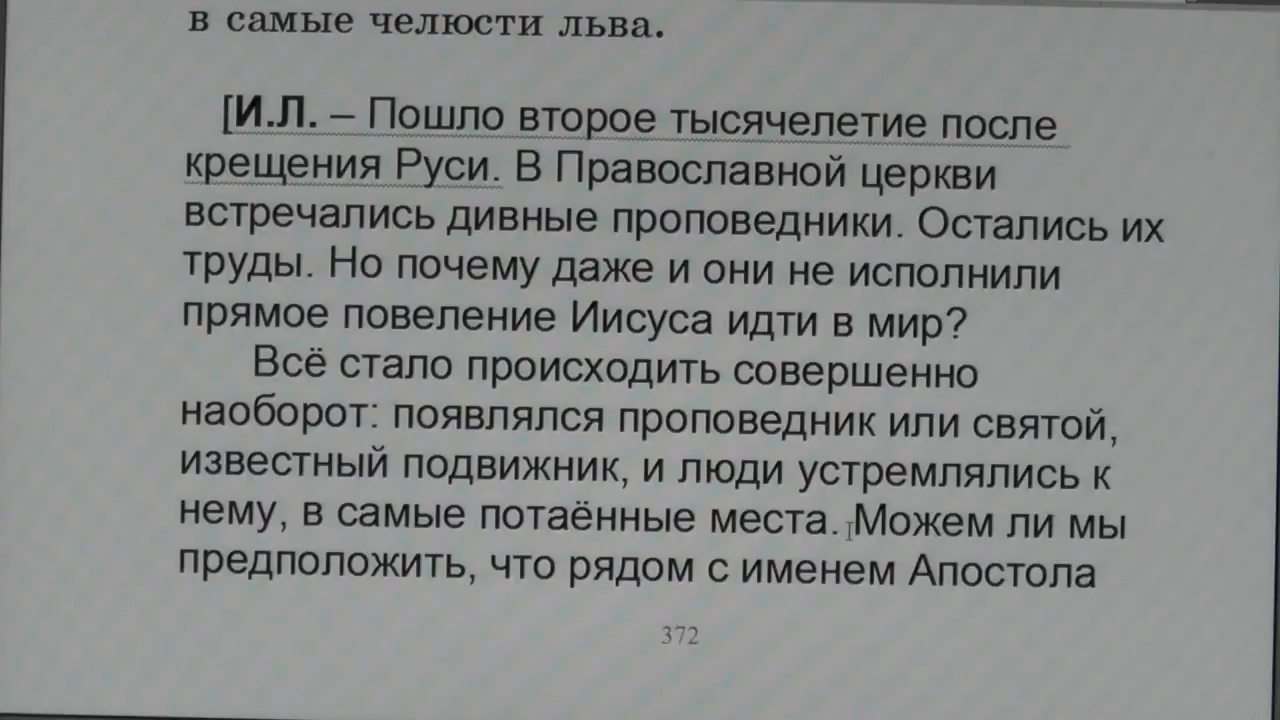 в самые челюсти льва.
[И.Л. – Пошло второе тысячелетие после
крещения Руси. В Православной церкви
встречались дивные проповедники. Остались их
труды. Но почему даже и они не исполнили
прямое повеление Иисуса идти в мир?
Всё стало происходить совершенно
наоборот: появлялся проповедник или святой,
известный подвижник, и люди устремлялись к
нему, в самые потаённые места. Можем ли мы
предположить, что рядом с именем Апостола
372